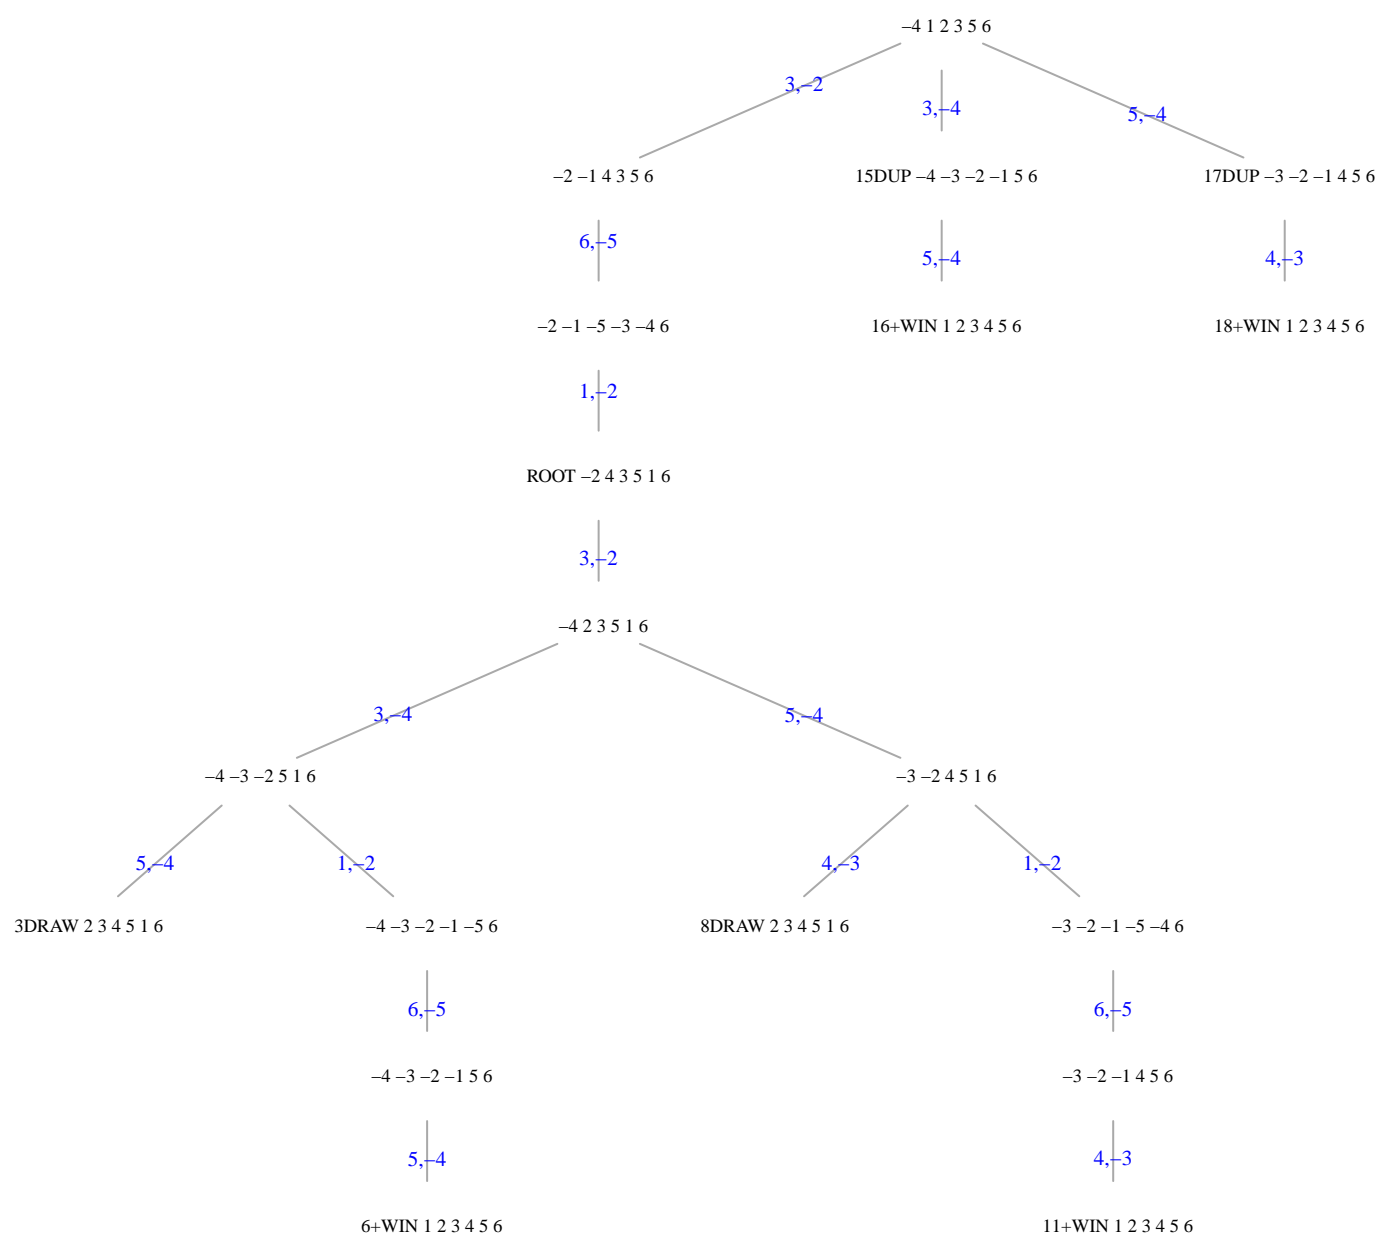 –4 1 2 3 5 6
3,–2
3,–4
5,–4
–2 –1 4 3 5 6
15DUP –4 –3 –2 –1 5 6
17DUP –3 –2 –1 4 5 6
6,–5
5,–4
4,–3
–2 –1 –5 –3 –4 6
16+WIN 1 2 3 4 5 6
18+WIN 1 2 3 4 5 6
1,–2
ROOT –2 4 3 5 1 6
3,–2
–4 2 3 5 1 6
3,–4
5,–4
–4 –3 –2 5 1 6
–3 –2 4 5 1 6
5,–4
1,–2
4,–3
1,–2
3DRAW 2 3 4 5 1 6
–4 –3 –2 –1 –5 6
8DRAW 2 3 4 5 1 6
–3 –2 –1 –5 –4 6
6,–5
6,–5
–4 –3 –2 –1 5 6
–3 –2 –1 4 5 6
5,–4
4,–3
6+WIN 1 2 3 4 5 6
11+WIN 1 2 3 4 5 6